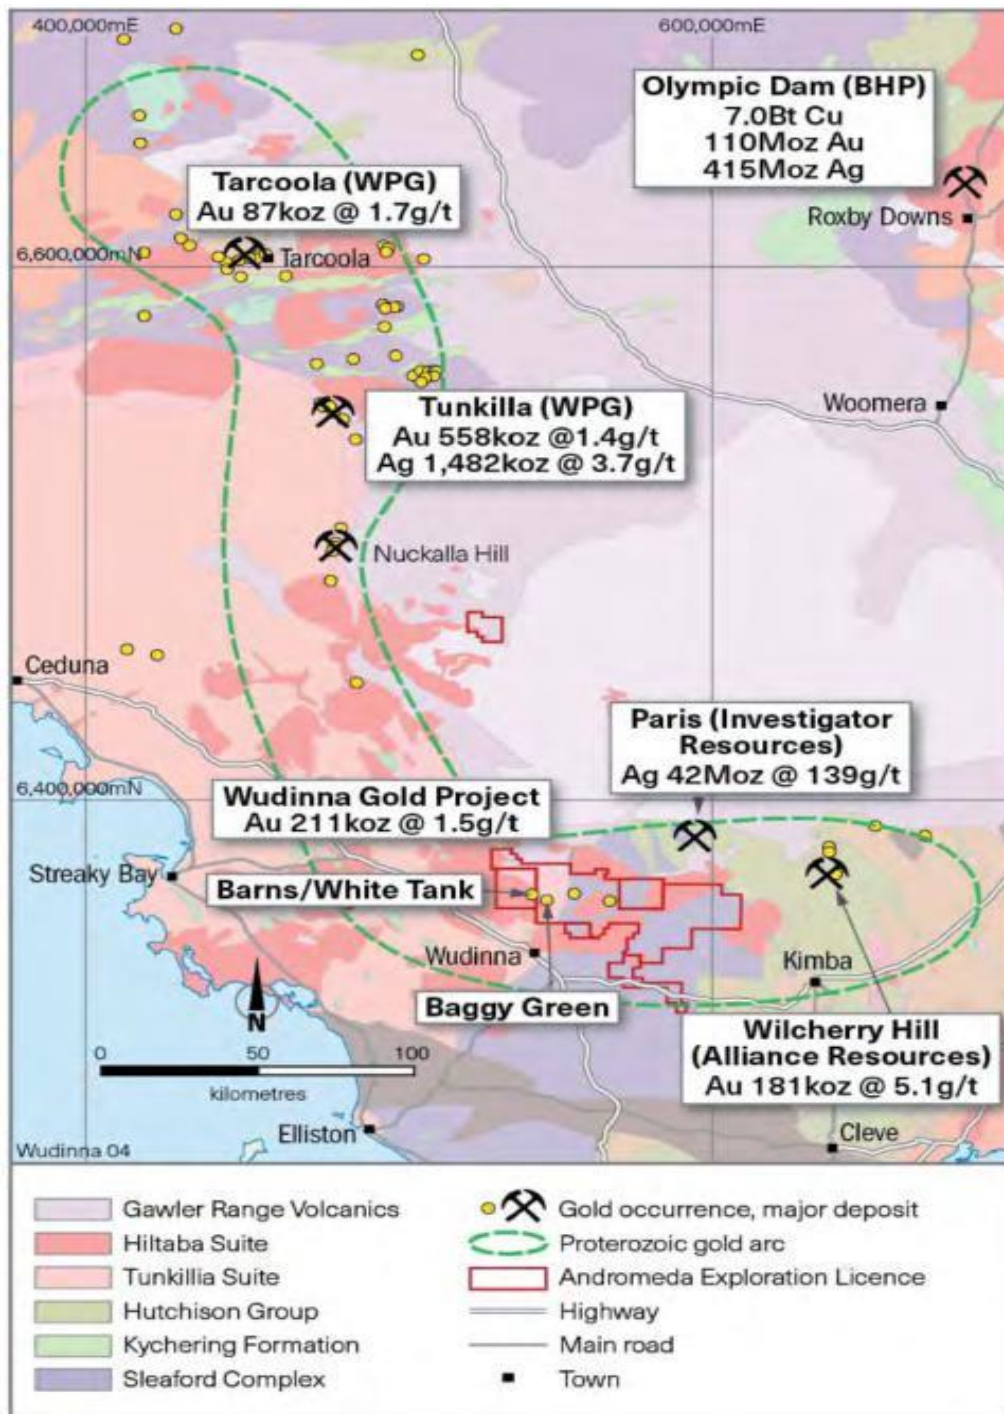 400,000mE
600,000mE
Olympic Dam (BHP)
7.0Bt Cu
110Moz Au
415Moz Ag
Roxby Downs
Tarcoola (WPG)
Au 87koz @ 1.7g/t
6,600,000mN
Tarcoola
Tunkilla (WPG)
Au 558koz @1.4g/t
Ag 1,482koz @ 3.7g/t
Woomera
Nuckalla Hill
Ceduna
Paris (Investigator
Resources)
Ag 42Moz @ 139g/t
6,400,000mN
Wudinna Gold Project
Au 211koz @ 1.5g/t
Streaky Bay
Barns/White Tank
Wudinna
Kimba
Baggy Green
N
Wilcherry Hill
(Alliance Resources)
Au 181koz @ 5.1g/t
0 50 100
kilometres
Elliston
Cleve
Wudinna 04
Gawler Range Volcanics
Hiltaba Suite
Tunkillia Suite
Hutchison Group
Kychering Formation
Sleaford Complex
Gold occurrence, major deposit
Proterozoic gold arc
Andromeda Exploration Licence
Highway
Main road
Town